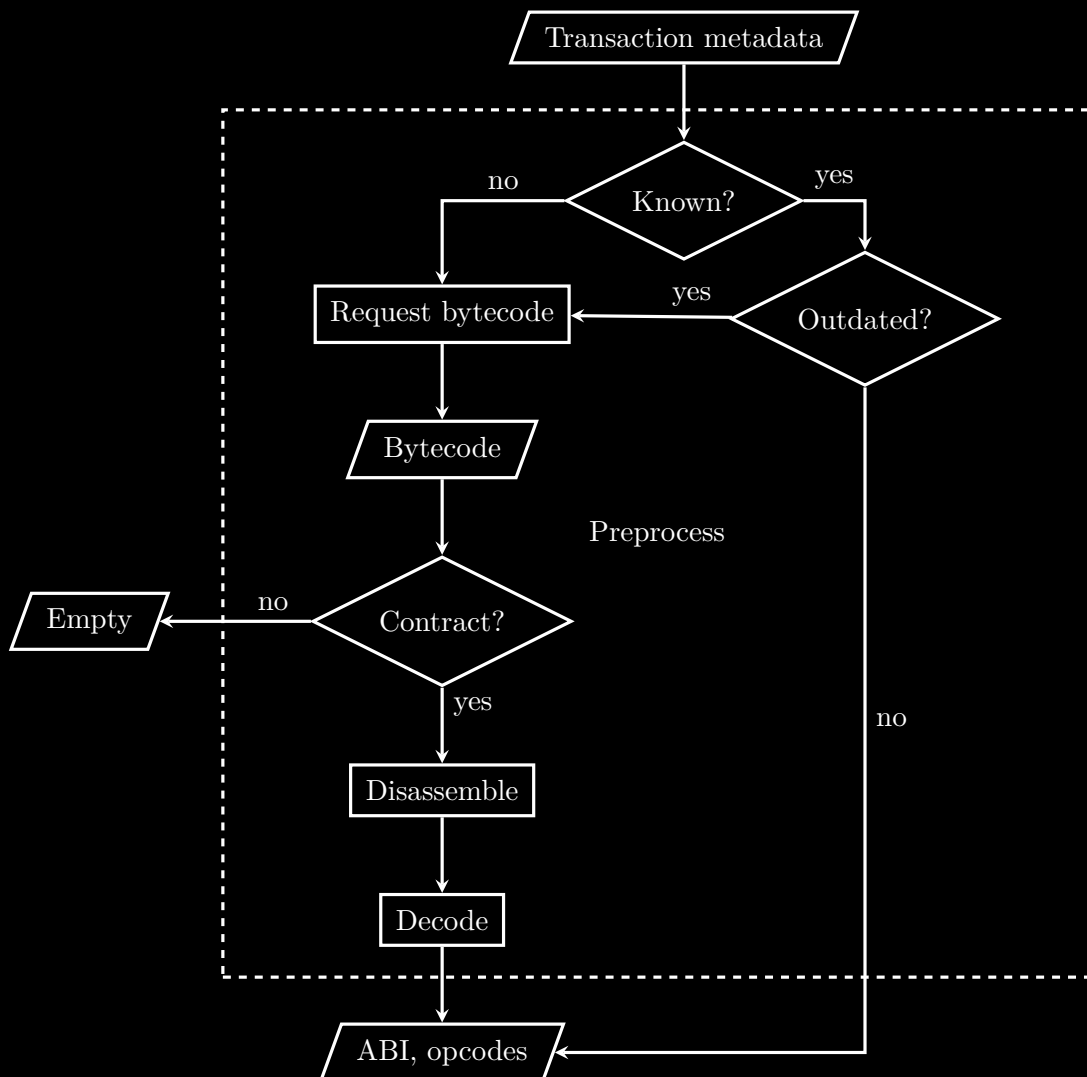 Transaction metadata
Known?
no
yes
Request bytecode
yes
Outdated?
Bytecode
Preprocess
Empty
no
Contract?
yes
no
Disassemble
Decode
ABI, opcodes